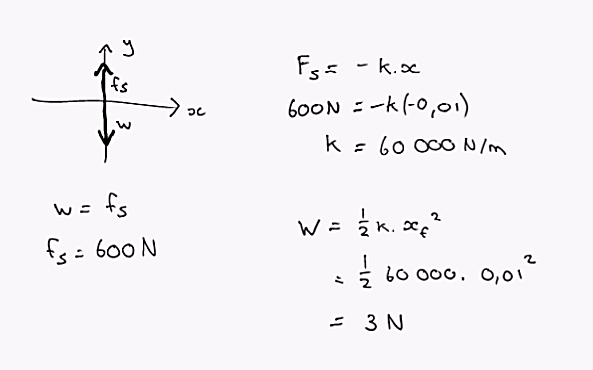 y
fs
x
w
w = fs
fs = 600 N
Fs = - k.x
600N = -k(-0,01)
k = 60 000 N/m
W = 1/2 k. xf²
= 1/2 60 000. 0,01²
= 3 N